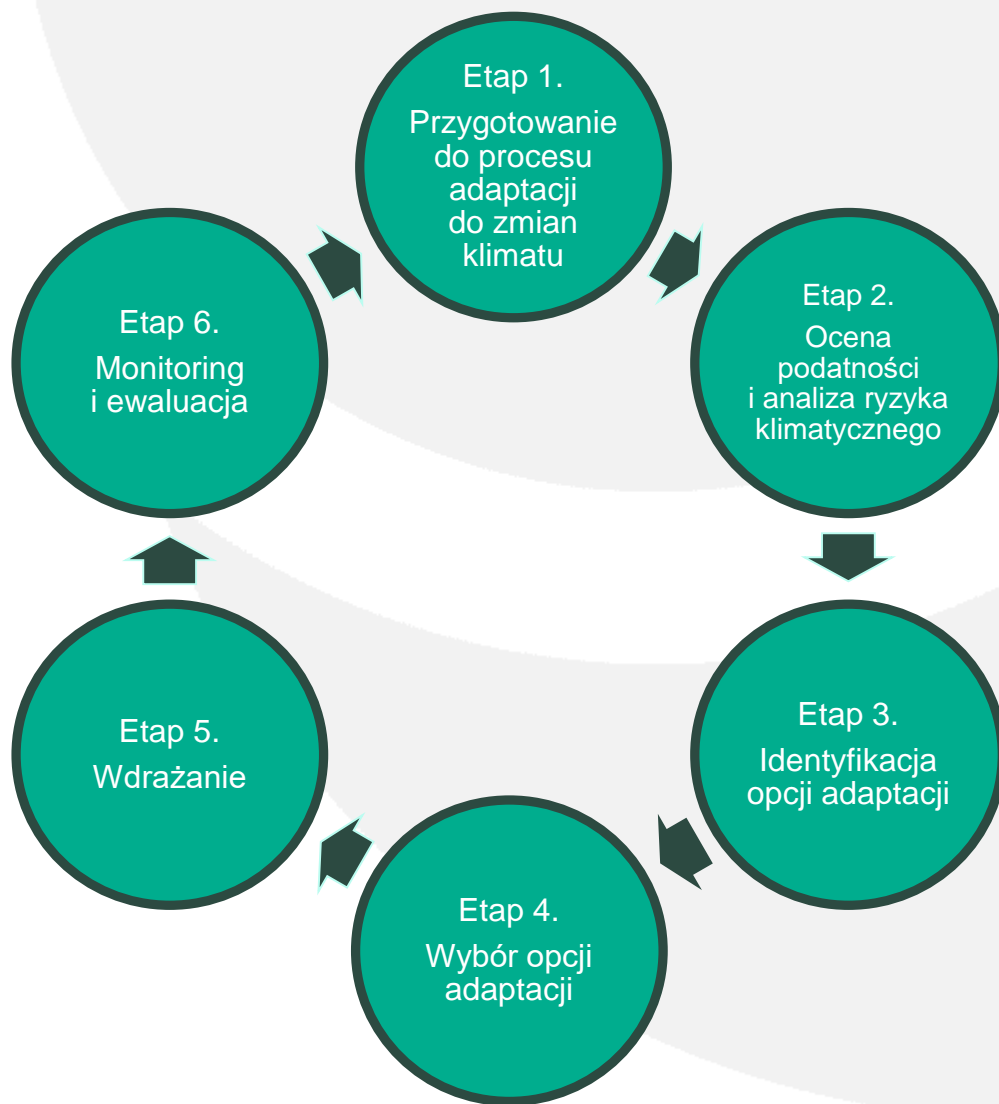 Etap 1.
Przygotowanie
do procesu
adaptacji
do zmian
klimatu
Etap 2.
Ocena
podatności
i analiza ryzyka
klimatycznego
Etap 3.
Identyfikacja
opcji adaptacji
Etap 4.
Wybór opcji
adaptacji
Etap 5.
Wdrażanie
Etap 6.
Monitoring
i ewaluacja